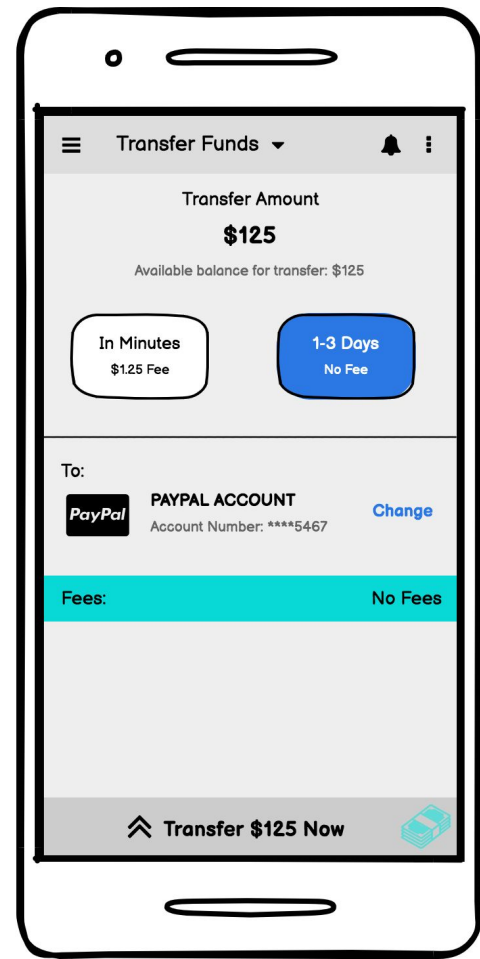 Transfer Funds
Transfer Amount
$125
Available balance for transfer: $125
In Minutes
$1.25 Fee
1-3 Days
No Fee
To:
PayPal
PAYPAL ACCOUNT
Account Number: ****5467
Change
Fees: No Fees
Transfer $125 Now